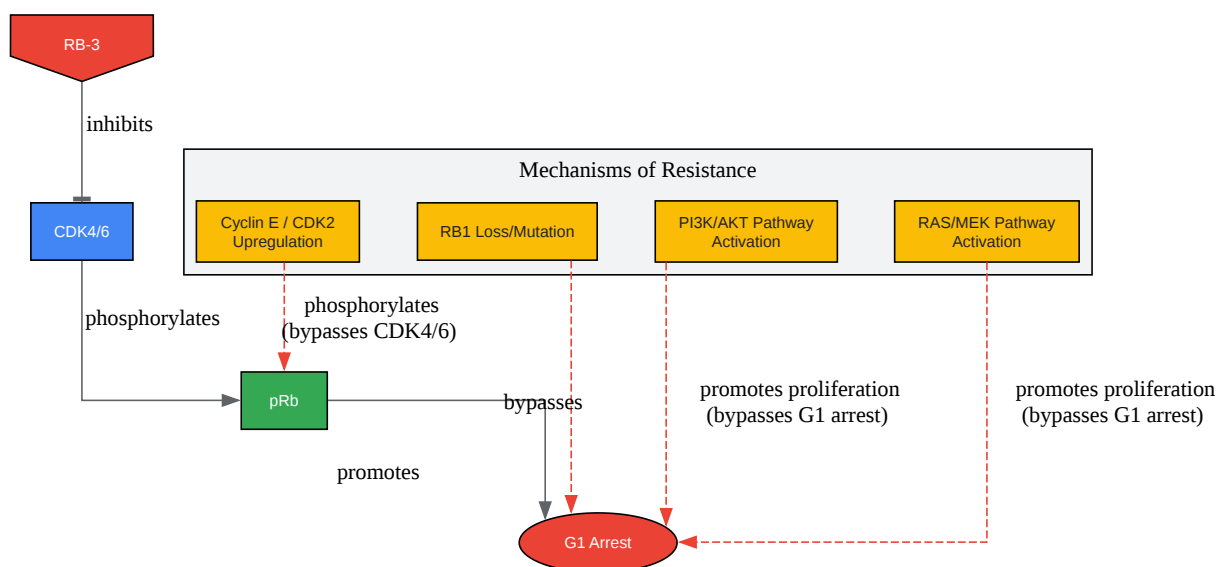 RB-3
inhibits
Mechanisms of Resistance
CDK4/6
Cyclin E / CDK2
Upregulation
RB1 Loss/Mutation
PI3K/AKT Pathway
Activation
RAS/MEK Pathway
Activation
phosphorylates
phosphorylates
(bypasses CDK4/6)
pRb
bypasses
promotes proliferation
(bypasses G1 arrest)
promotes proliferation
(bypasses G1 arrest)
promotes
G1 Arrest